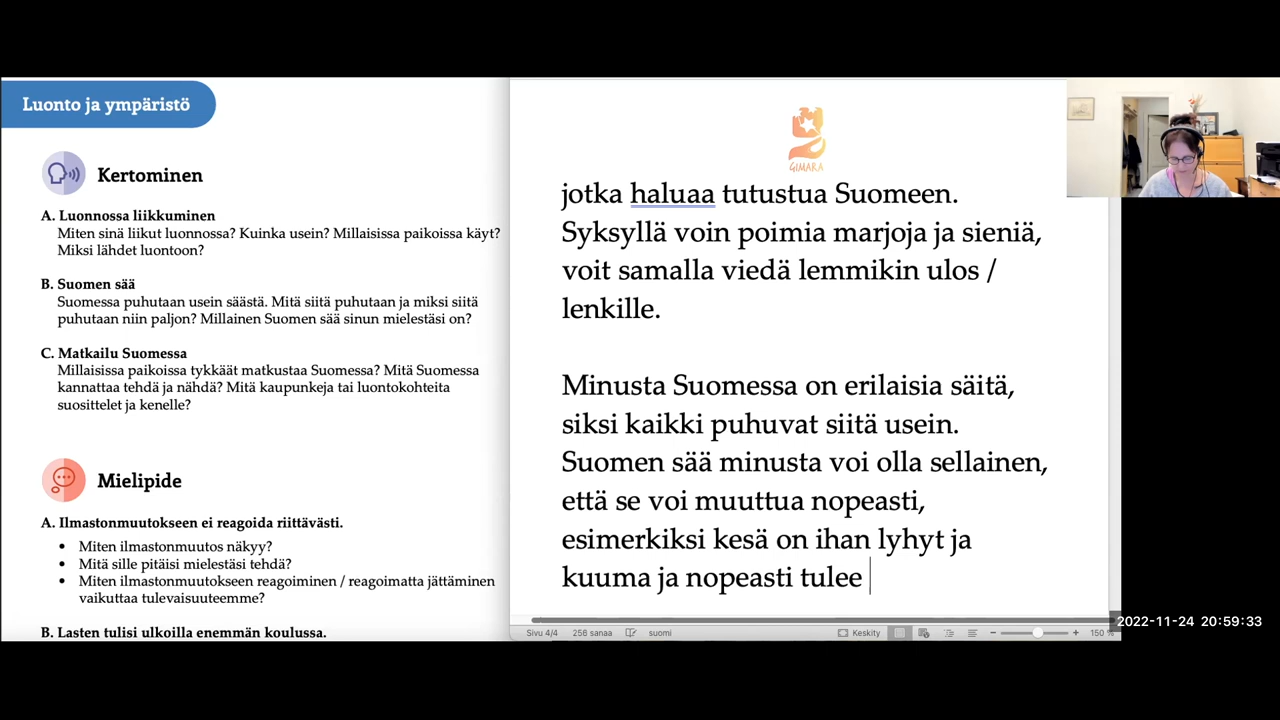 Luonto ja ympäristö
Kertominen
A. Luonnossa liikkuminen
Miten sinä liikut luonnossa? Kuinka usein? Millaisissa paikoissa käyt?
Miksi lähdet luontoon?
B. Suomen sää
Suomessa puhutaan usein säästä. Mitä siitä puhutaan ja miksi siitä
puhutaan niin paljon? Millainen Suomen sää sinun mielestäsi on?
C. Matkailu Suomessa
Millaisissa paikoissa tykkäät matkustaa Suomessa? Mitä Suomessa
kannattaa tehdä ja nähdä? Mitä kaupunkeja tai luontokohteita
suosittelet ja kenelle?
Mielipide
A. Ilmastonmuutokseen ei reagoida riittävästi.
• Miten ilmastonmuutos näkyy?
• Mitä sille pitäisi mielestäsi tehdä?
• Miten ilmastonmuutokseen reagoiminen / reagoimatta jättäminen
vaikuttaa tulevaisuuteemme?
B. Lasten tulisi ulkoilla enemmän koulussa.
GIMARA
jotka haluaa tutustua Suomeen.
Syksyllä voin poimia marjoja ja sieniä,
voit samalla viedä lemmikin ulos /
lenkille.
Minusta Suomessa on erilaisia säitä,
siksi kaikki puhuvat siitä usein.
Suomen sää minusta voi olla sellainen,
että se voi muuttua nopeasti,
esimerkiksi kesä on ihan lyhyt ja
kuuma ja nopeasti tulee
Sivu 4/4 256 sanaa suomi Keskity 150 %
2022-11-24 20:59:33